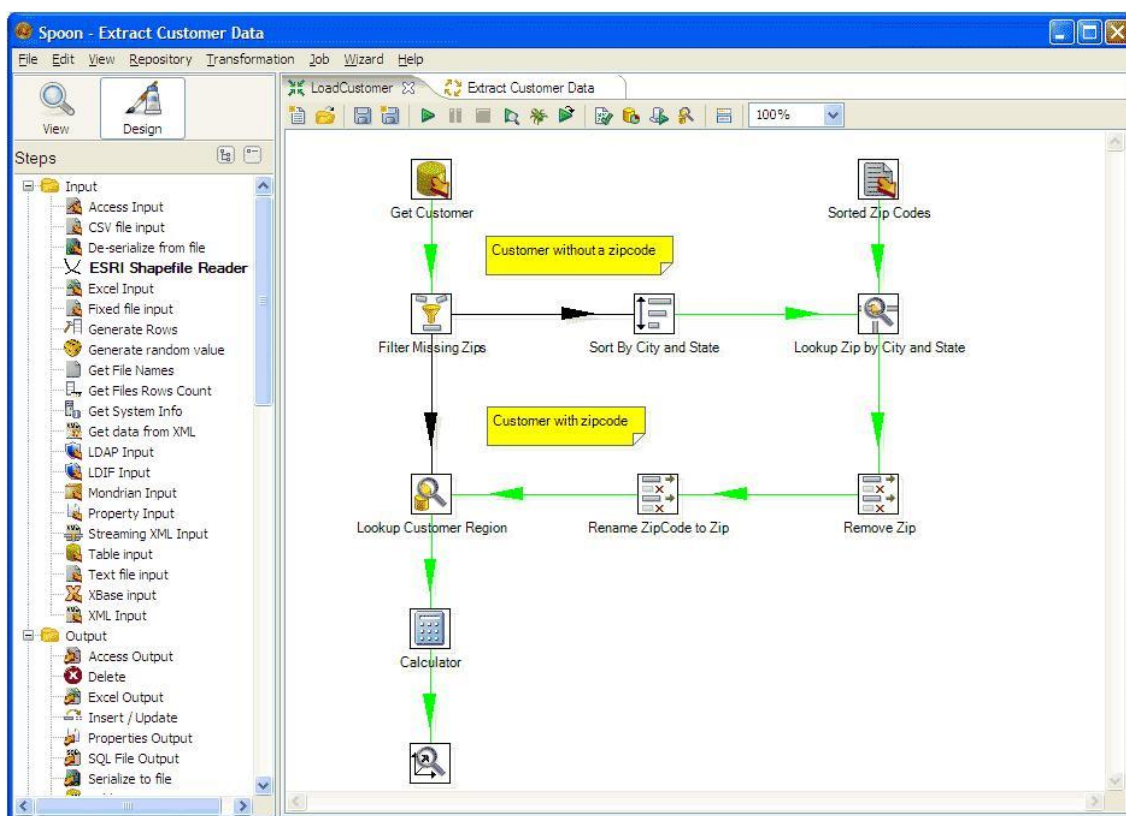 Spoon - Extract Customer Data
File Edit View Repository Transformation Job Wizard Help
View
Design
LoadCustomer
Extract Customer Data
100%
Steps
Input
Access Input
CSV file input
De-serialize from file
ESRI Shapefile Reader
Excel Input
Fixed file input
Generate Rows
Generate random value
Get File Names
Get Files Rows Count
Get System Info
Get data from XML
LDAP Input
LDIF Input
Mondrian Input
Property Input
Streaming XML Input
Table input
Text file input
XBase input
XML Input
Output
Access Output
Delete
Excel Output
Insert / Update
Properties Output
SQL File Output
Serialize to file
Get Customer
Sorted Zip Codes
Customer without a zipcode
Filter Missing Zips
Sort By City and State
Lookup Zip by City and State
Customer with zipcode
Lookup Customer Region
Rename ZipCode to Zip
Remove Zip
Calculator